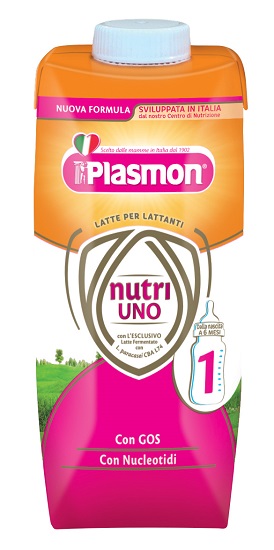 NUOVA FORMULA
SVILUPPATA IN ITALIA
dal nostro Centro di Nutrizione
Scelto dalle mamme in Italia dal 1902
Plasmon®
LATTE PER LATTANTI
nutri
UNO
con L'ESCLUSIVO
Latte Fermentato
con
L. paracasei CBA L74
Dalla nascita
A 6 MESI
1
Con GOS
Con Nucleotidi